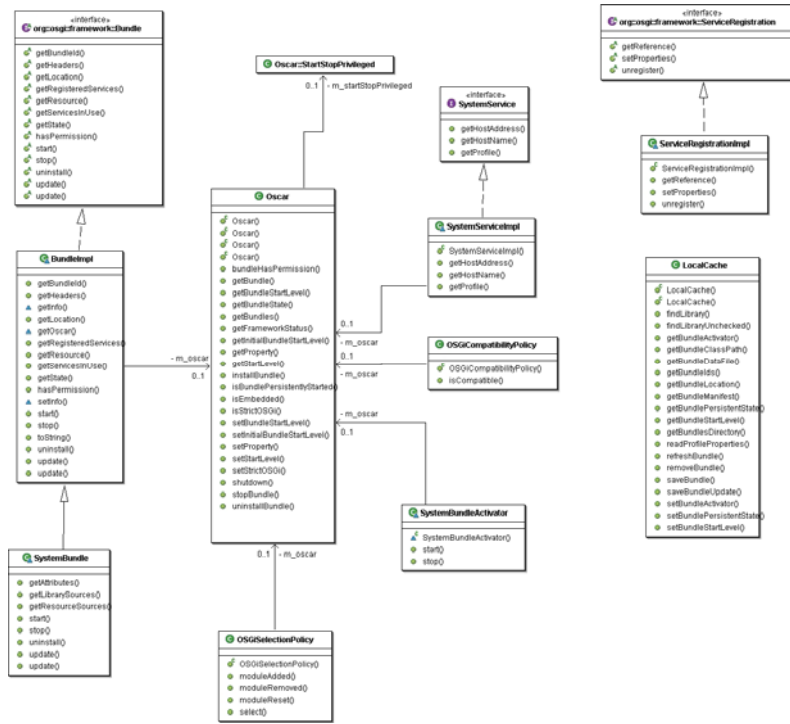 «interface»
org::osgi::framework::Bundle
getBundleId()
getHeaders()
getLocation()
getRegisteredServices()
getResource()
getServicesInUse()
getState()
hasPermission()
start()
stop()
uninstall()
update()
update()
BundleImpl
getBundleId()
getHeaders()
getInfo()
getLocation()
getOscar()
getRegisteredServices()
getResource()
getServicesInUse()
getState()
hasPermission()
setInfo()
start()
stop()
toString()
uninstall()
update()
update()
- m_oscar
0..1
SystemBundle
getAttributes()
getLibrarySources()
getResourceSources()
start()
stop()
uninstall()
update()
update()
Oscar::StartStopPrivileged
0..1 - m_startStopPrivileged
Oscar
Oscar()
Oscar()
Oscar()
Oscar()
bundleHasPermission()
getBundle()
getBundleStartLevel()
getBundleState()
getBundles()
getFrameworkStatus()
getInitialBundleStartLevel()
getProperty()
getStartLevel()
installBundle()
isBundlePersistentlyStarted()
isEmbedded()
isStrictOSGi()
setBundleStartLevel()
setInitialBundleStartLevel()
setProperty()
setStartLevel()
setStrictOSGi()
shutdown()
stopBundle()
uninstallBundle()
0..1 - m_oscar
OSGiSelectionPolicy
OSGiSelectionPolicy()
moduleAdded()
moduleRemoved()
moduleReset()
select()
«interface»
SystemService
getHostAddress()
getHostName()
getProfile()
SystemServiceImpl
SystemServiceImpl()
getHostAddress()
getHostName()
getProfile()
0..1
- m_oscar
0..1
- m_oscar
OSGiCompatibilityPolicy
OSGiCompatibilityPolicy()
isCompatible()
- m_oscar
0..1
SystemBundleActivator
SystemBundleActivator()
start()
stop()
«interface»
org::osgi::framework::ServiceRegistration
getReference()
setProperties()
unregister()
ServiceRegistrationImpl
ServiceRegistrationImpl()
getReference()
setProperties()
unregister()
LocalCache
LocalCache()
LocalCache()
findLibrary()
findLibraryUnchecked()
getBundleActivator()
getBundleClassPath()
getBundleDataFile()
getBundleIds()
getBundleLocation()
getBundleManifest()
getBundlePersistentState()
getBundleStartLevel()
getBundlesDirectory()
readProfileProperties()
refreshBundle()
removeBundle()
saveBundle()
saveBundleUpdate()
setBundleActivator()
setBundlePersistentState()
setBundleStartLevel()